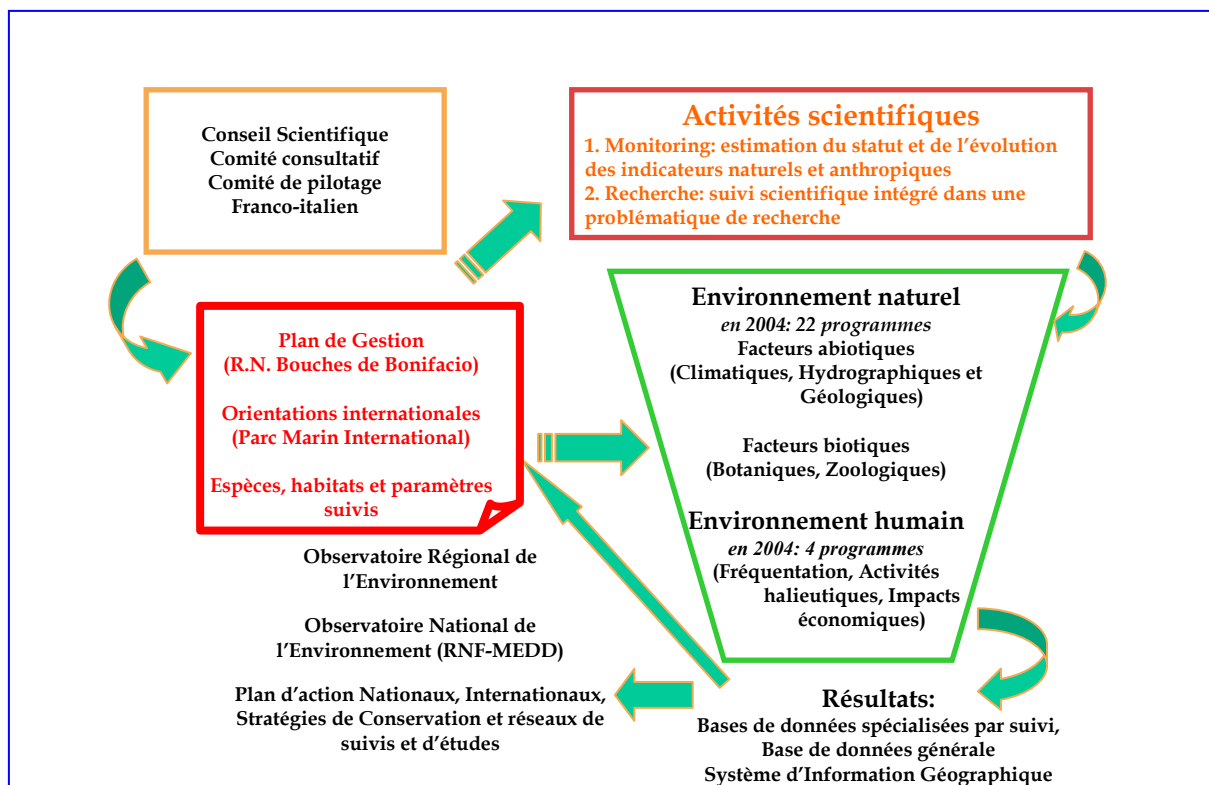 Conseil Scientifique
Comité consultatif
Comité de pilotage
Franco-italien
Activités scientifiques
1. Monitoring: estimation du statut et de l'évolution
des indicateurs naturels et anthropiques
2. Recherche: suivi scientifique intégré dans une
problématique de recherche
Plan de Gestion
(R.N. Bouches de Bonifacio)
Orientations internationales
(Parc Marin International)
Espèces, habitats et paramètres
suivis
Environnement naturel
en 2004: 22 programmes
Facteurs abiotiques
(Climatiques, Hydrographiques et
Géologiques)
Facteurs biotiques
(Botaniques, Zoologiques)
Environnement humain
en 2004: 4 programmes
(Fréquentation, Activités
halieutiques, Impacts
économiques)
Observatoire Régional de
l'Environnement
Observatoire National de
l'Environnement (RNF-MEDD)
Plan d'action Nationaux, Internationaux,
Stratégies de Conservation et réseaux de
suivis et d'études
Résultats:
Bases de données spécialisées par suivi,
Base de données générale
Système d'Information Géographique